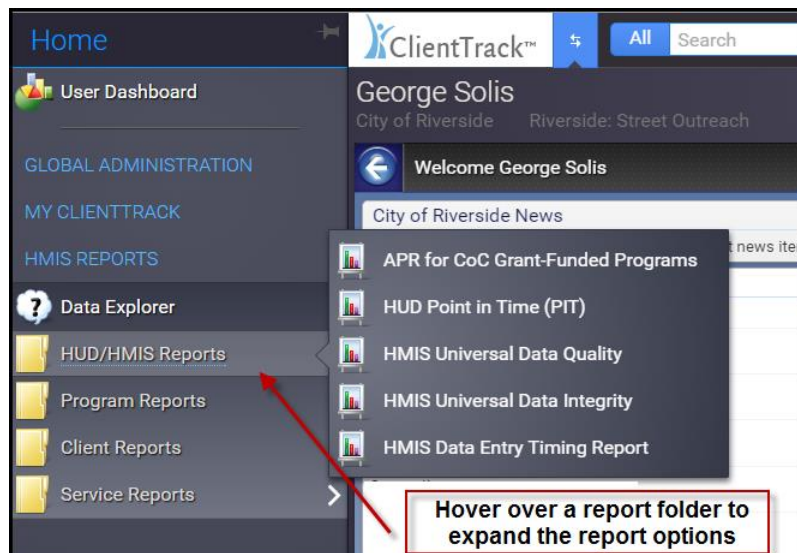 Home
ClientTrack™
All
Search
User Dashboard
George Solis
City of Riverside Riverside: Street Outreach
GLOBAL ADMINISTRATION
Welcome George Solis
MY CLIENTTRACK
City of Riverside News
HMIS REPORTS
APR for CoC Grant-Funded Programs
t news ite
Data Explorer
HUD Point in Time (PIT)
HUD/HMIS Reports
HMIS Universal Data Quality
Program Reports
HMIS Universal Data Integrity
Client Reports
HMIS Data Entry Timing Report
Service Reports
Hover over a report folder to
expand the report options